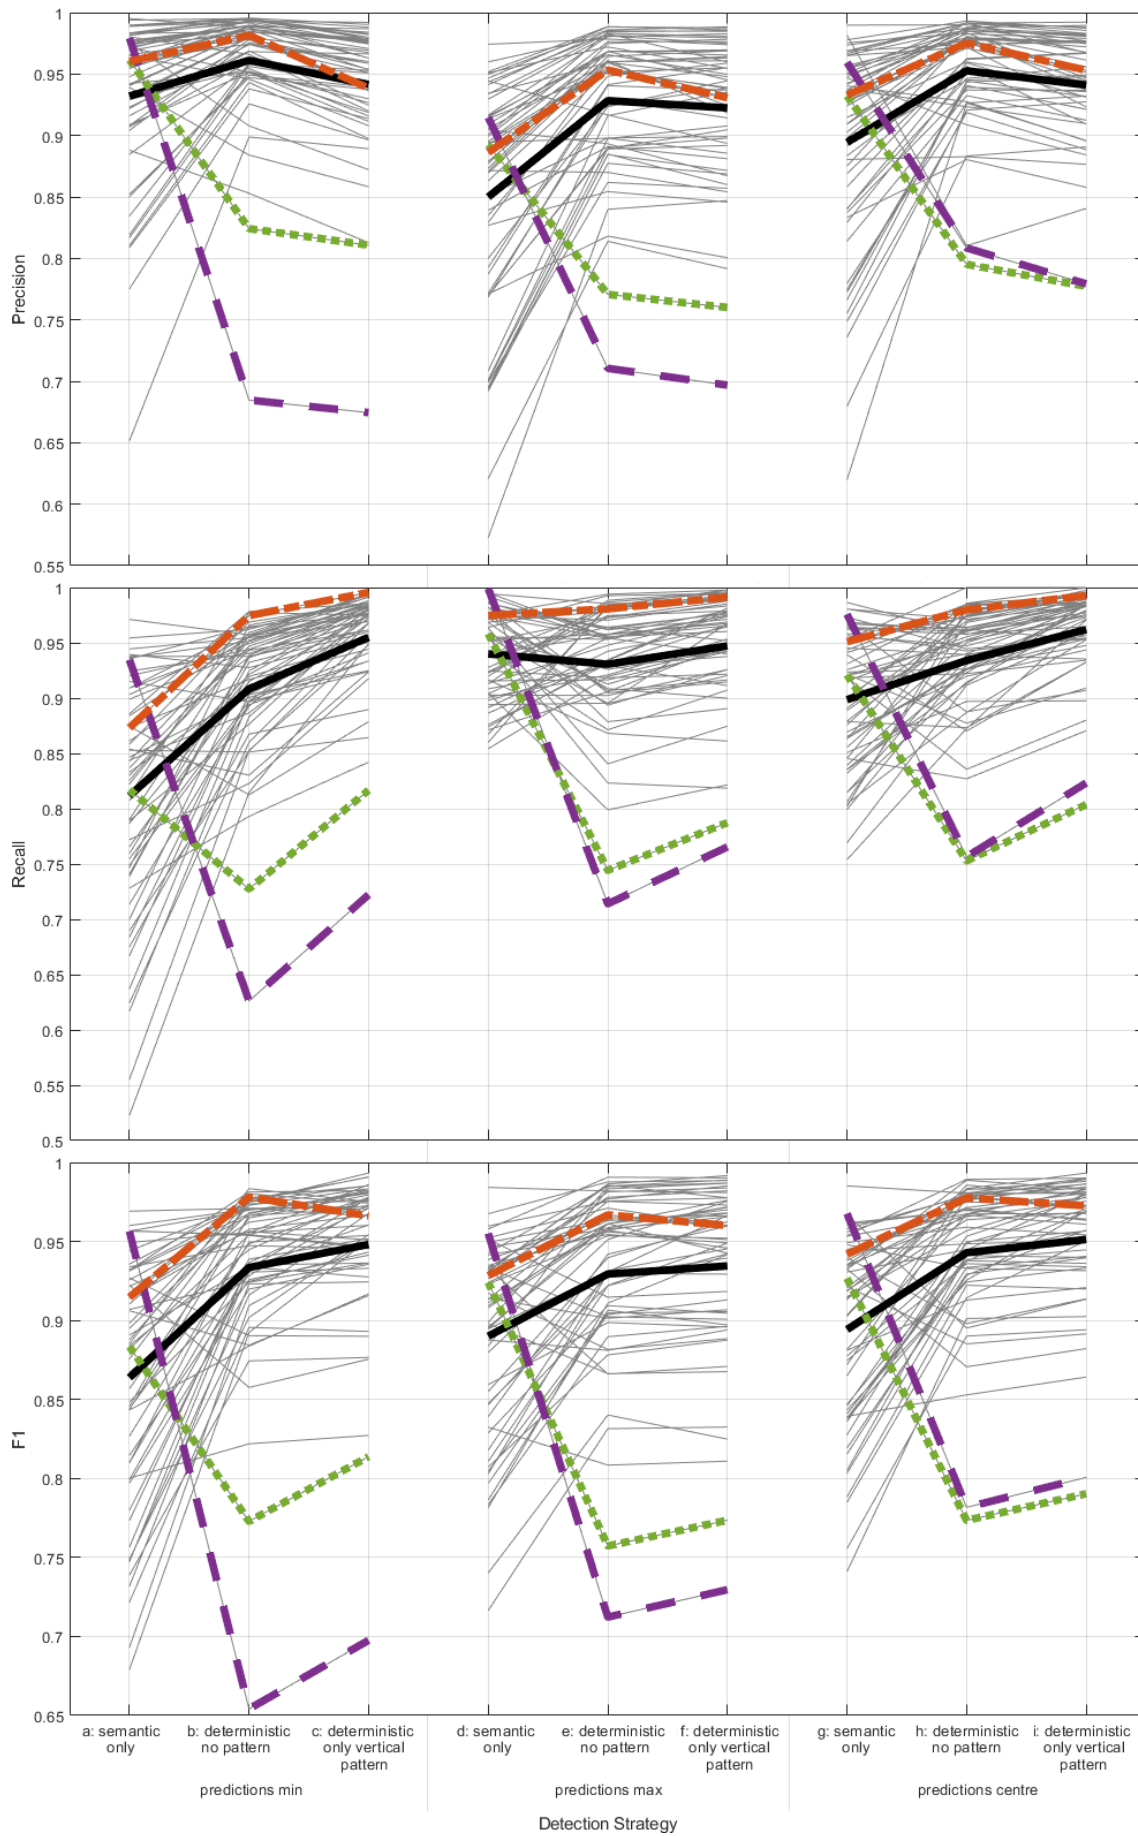 1
0.95
0.9
0.85
0.8
0.75
0.7
0.65
0.6
0.55
Precision
1
0.95
0.9
0.85
0.8
0.75
0.7
0.65
0.6
0.55
0.5
Recall
1
0.95
0.9
0.85
0.8
0.75
0.7
0.65
F1
a: semantic only
b: deterministic no pattern
c: deterministic only vertical pattern
d: semantic only
e: deterministic no pattern
f: deterministic only vertical pattern
g: semantic only
h: deterministic no pattern
i: deterministic only vertical pattern
predictions min
predictions max
predictions centre
Detection Strategy